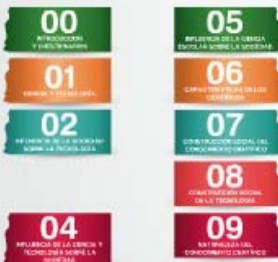 00
INTRODUCCIÓN
Y CUESTIONARIOS
01
CIENCIA Y TECNOLOGÍA
02
INFLUENCIA DE LA SOCIEDAD
SOBRE LA TECNOLOGÍA
04
INFLUENCIA DE LA CIENCIA Y
TECNOLOGÍA SOBRE LA
SOCIEDAD
05
INFLUENCIA DE LA CIENCIA
ESCOLAR SOBRE LA SOCIEDAD
06
CARACTERÍSTICAS DE LOS
CIENTÍFICOS
07
CONSTRUCCIÓN SOCIAL DEL
CONOCIMIENTO CIENTÍFICO
08
CONSTRUCCIÓN SOCIAL
DE LA TECNOLOGÍA
09
NATURALEZA DEL
CONOCIMIENTO CIENTÍFICO